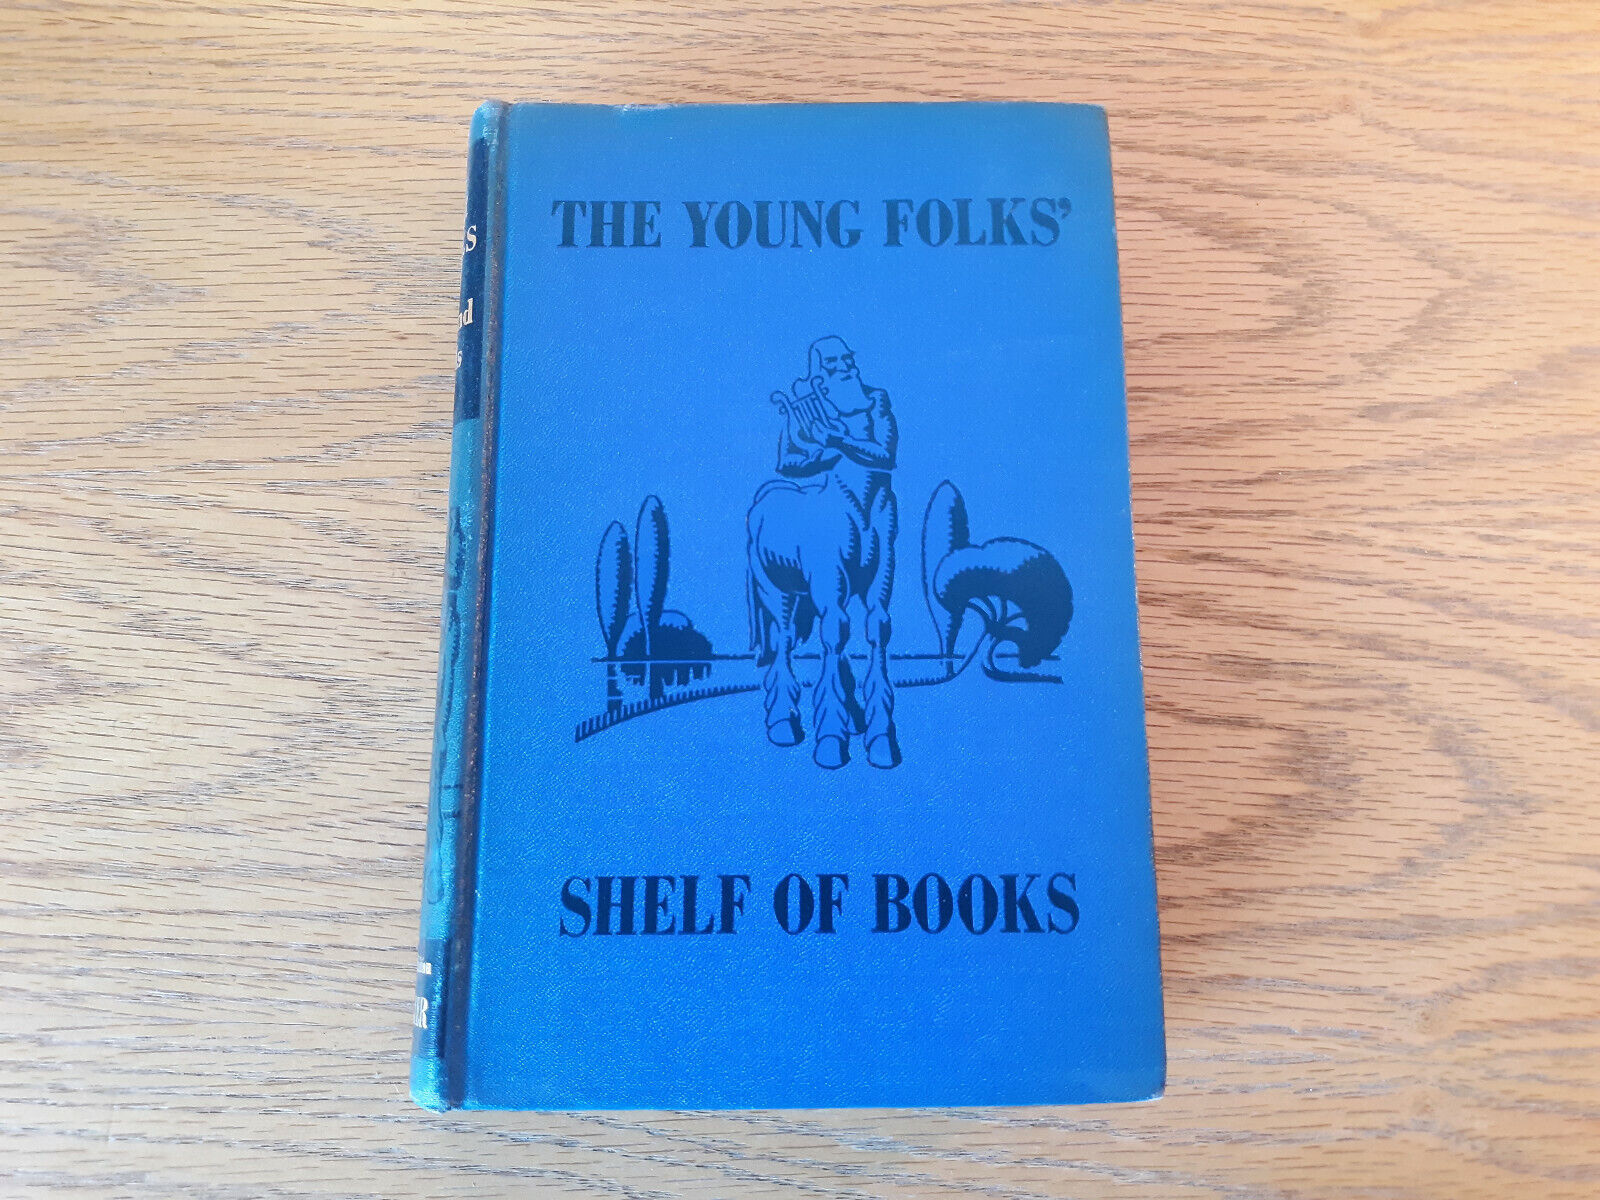 THE YOUNG FOLKS'
SHELF OF BOOKS